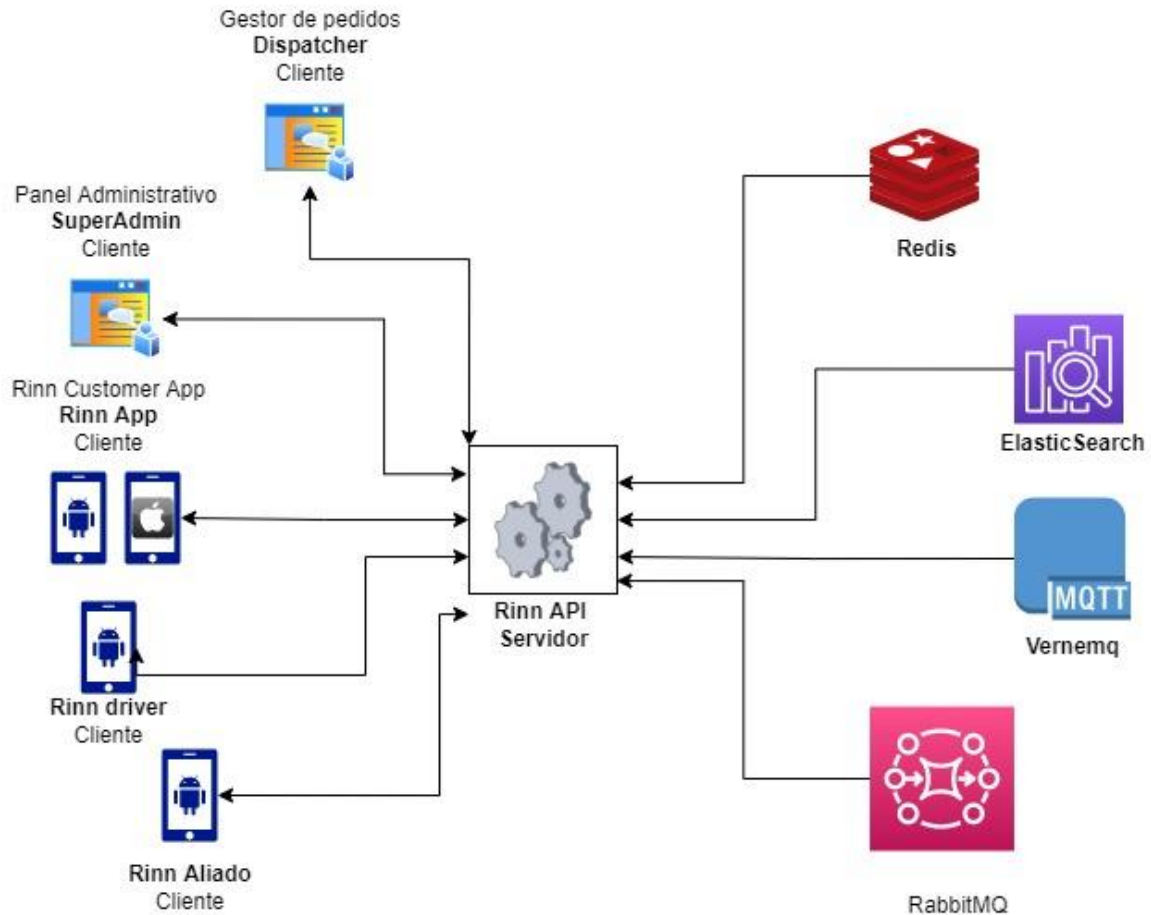 Gestor de pedidos
Dispatcher
Cliente
Panel Administrativo
SuperAdmin
Cliente
Redis
Rinn Customer App
Rinn App
Cliente
ElasticSearch
Rinn API
Servidor
MQTT
Vernemq
Rinn driver
Cliente
Rinn Aliado
Cliente
RabbitMQ